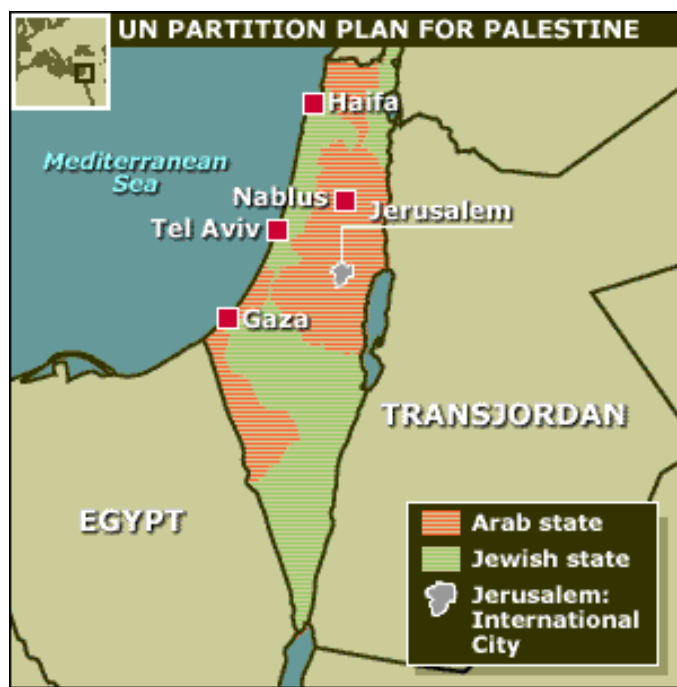 UN PARTITION PLAN FOR PALESTINE
Haifa
Mediterranean
Sea
Nablus
Jerusalem
Tel Aviv
Gaza
TRANSJORDAN
EGYPT
Arab state
Jewish state
Jerusalem:
International
City